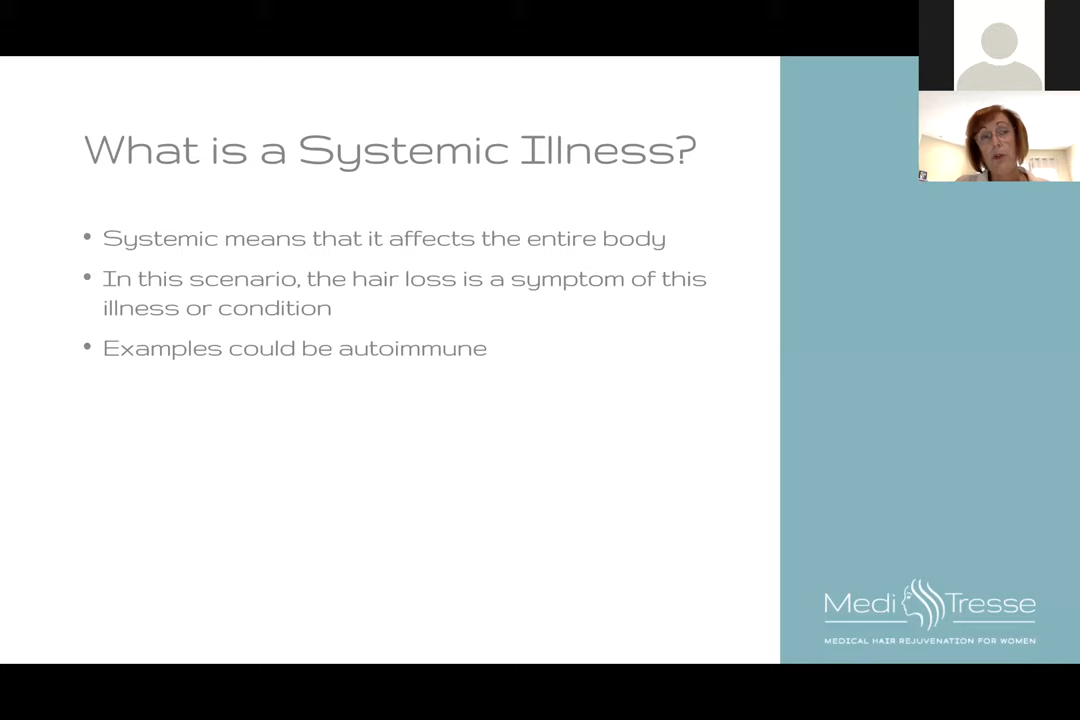 What is a Systemic Illness?
• Systemic means that it affects the entire body
• In this scenario, the hair loss is a symptom of this
illness or condition
• Examples could be autoimmune
Medi Tresse
MEDICAL HAIR REJUVENATION FOR WOMEN